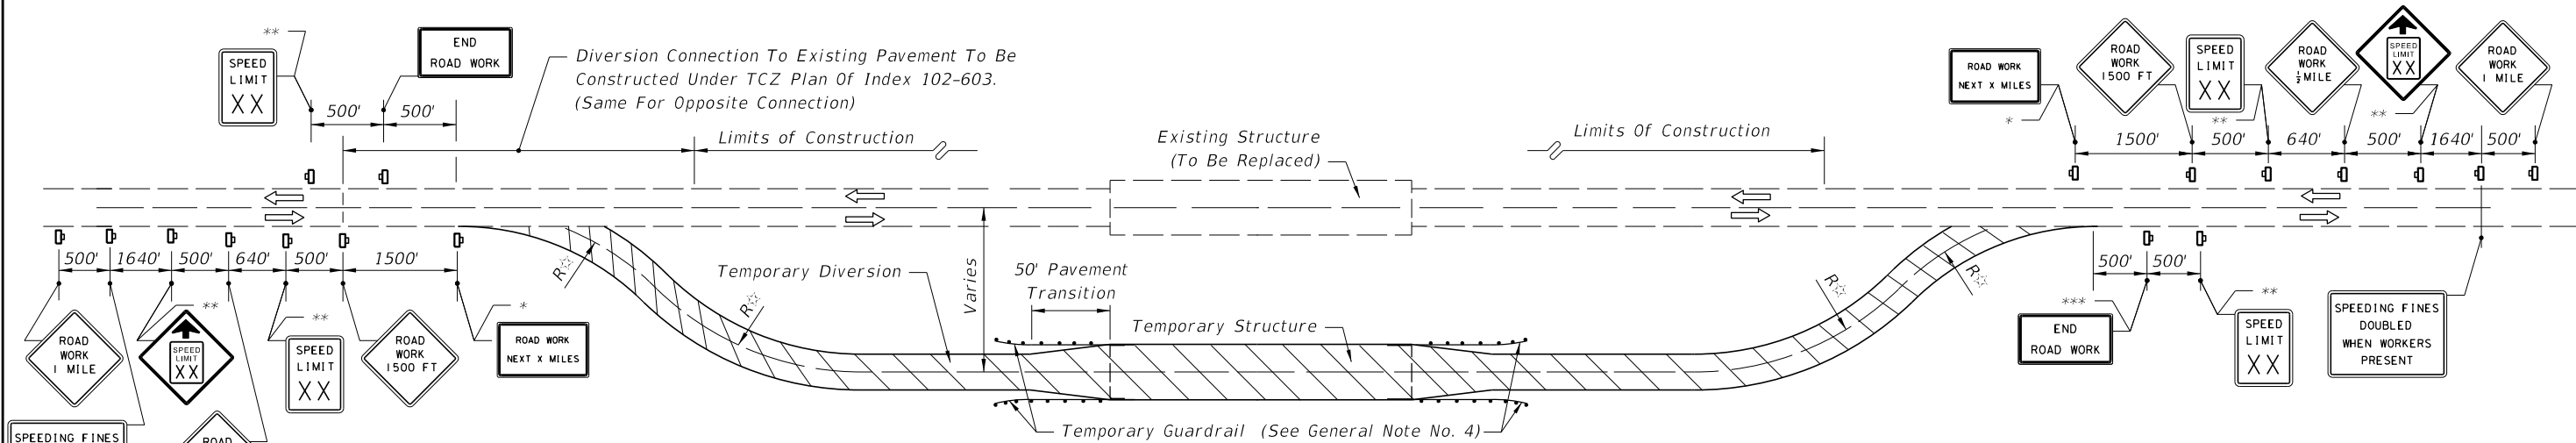 **
SPEED
LIMIT
XX
END
ROAD WORK
500'
500'
Diversion Connection To Existing Pavement To Be
Constructed Under TCZ Plan Of Index 102-603.
(Same For Opposite Connection)
Limits of Construction
Existing Structure
(To Be Replaced)
Limits Of Construction
ROAD WORK
NEXT X MILES
*
ROAD
WORK
1500 FT
SPEED
LIMIT
XX
**
ROAD
WORK
½ MILE
SPEED
LIMIT
XX
**
ROAD
WORK
1 MILE
1500'
500'
640'
500'
1640'
500'
500'
1640'
500'
640'
500'
1500'
ROAD
WORK
1 MILE
**
SPEED
LIMIT
XX
**
SPEED
LIMIT
XX
ROAD
WORK
1500 FT
*
ROAD WORK
NEXT X MILES
SPEEDING FINES
ROAD
R☆
R☆
Temporary Diversion
Varies
50' Pavement
Transition
Temporary Structure
Temporary Guardrail (See General Note No. 4)
R☆
R☆
500'
500'
***
END
ROAD WORK
**
SPEED
LIMIT
XX
SPEEDING FINES
DOUBLED
WHEN WORKERS
PRESENT